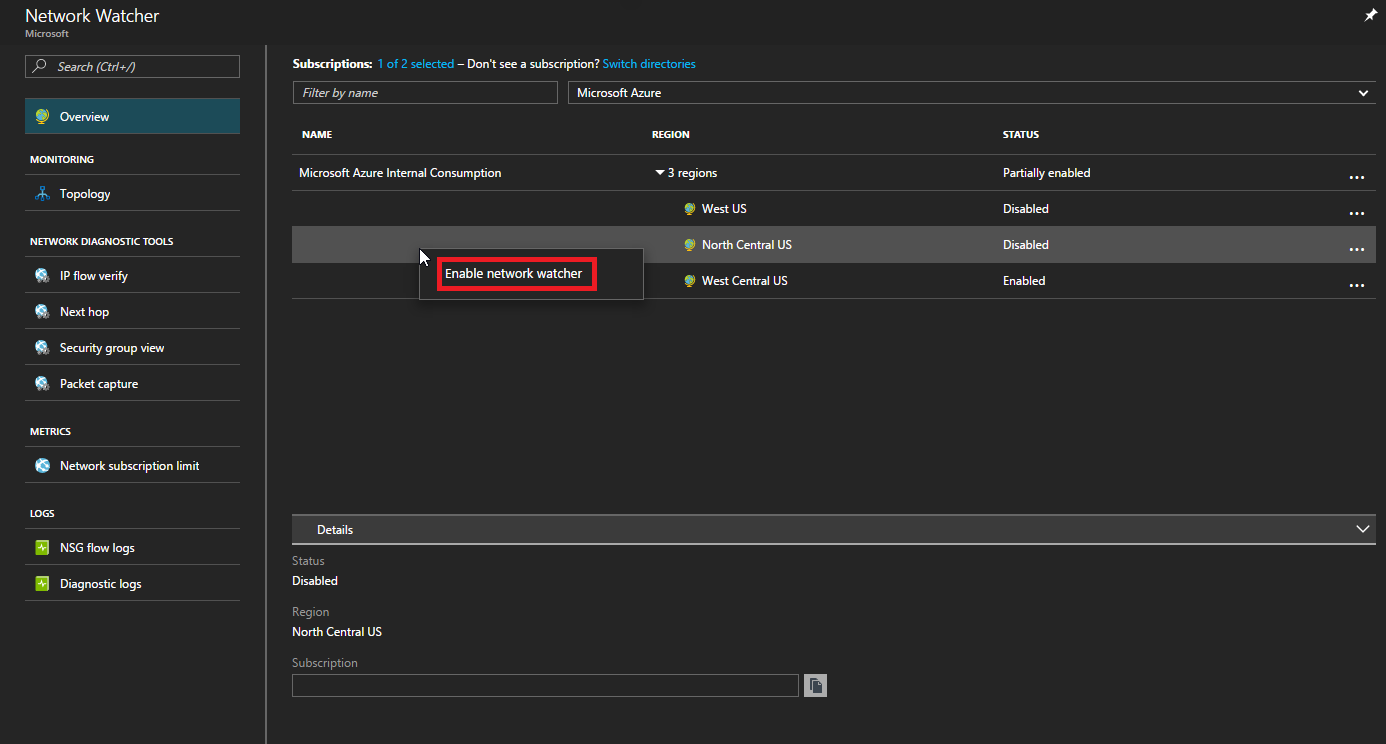 Network Watcher
Microsoft
Search (Ctrl+/)
Overview
MONITORING
Topology
NETWORK DIAGNOSTIC TOOLS
IP flow verify
Next hop
Security group view
Packet capture
METRICS
Network subscription limit
LOGS
NSG flow logs
Diagnostic logs
Subscriptions: 1 of 2 selected – Don't see a subscription? Switch directories
Filter by name
Microsoft Azure
NAME REGION STATUS
Microsoft Azure Internal Consumption 3 regions Partially enabled ...
West US Disabled ...
North Central US Disabled ...
Enable network watcher
West Central US Enabled ...
Details
Status
Disabled
Region
North Central US
Subscription